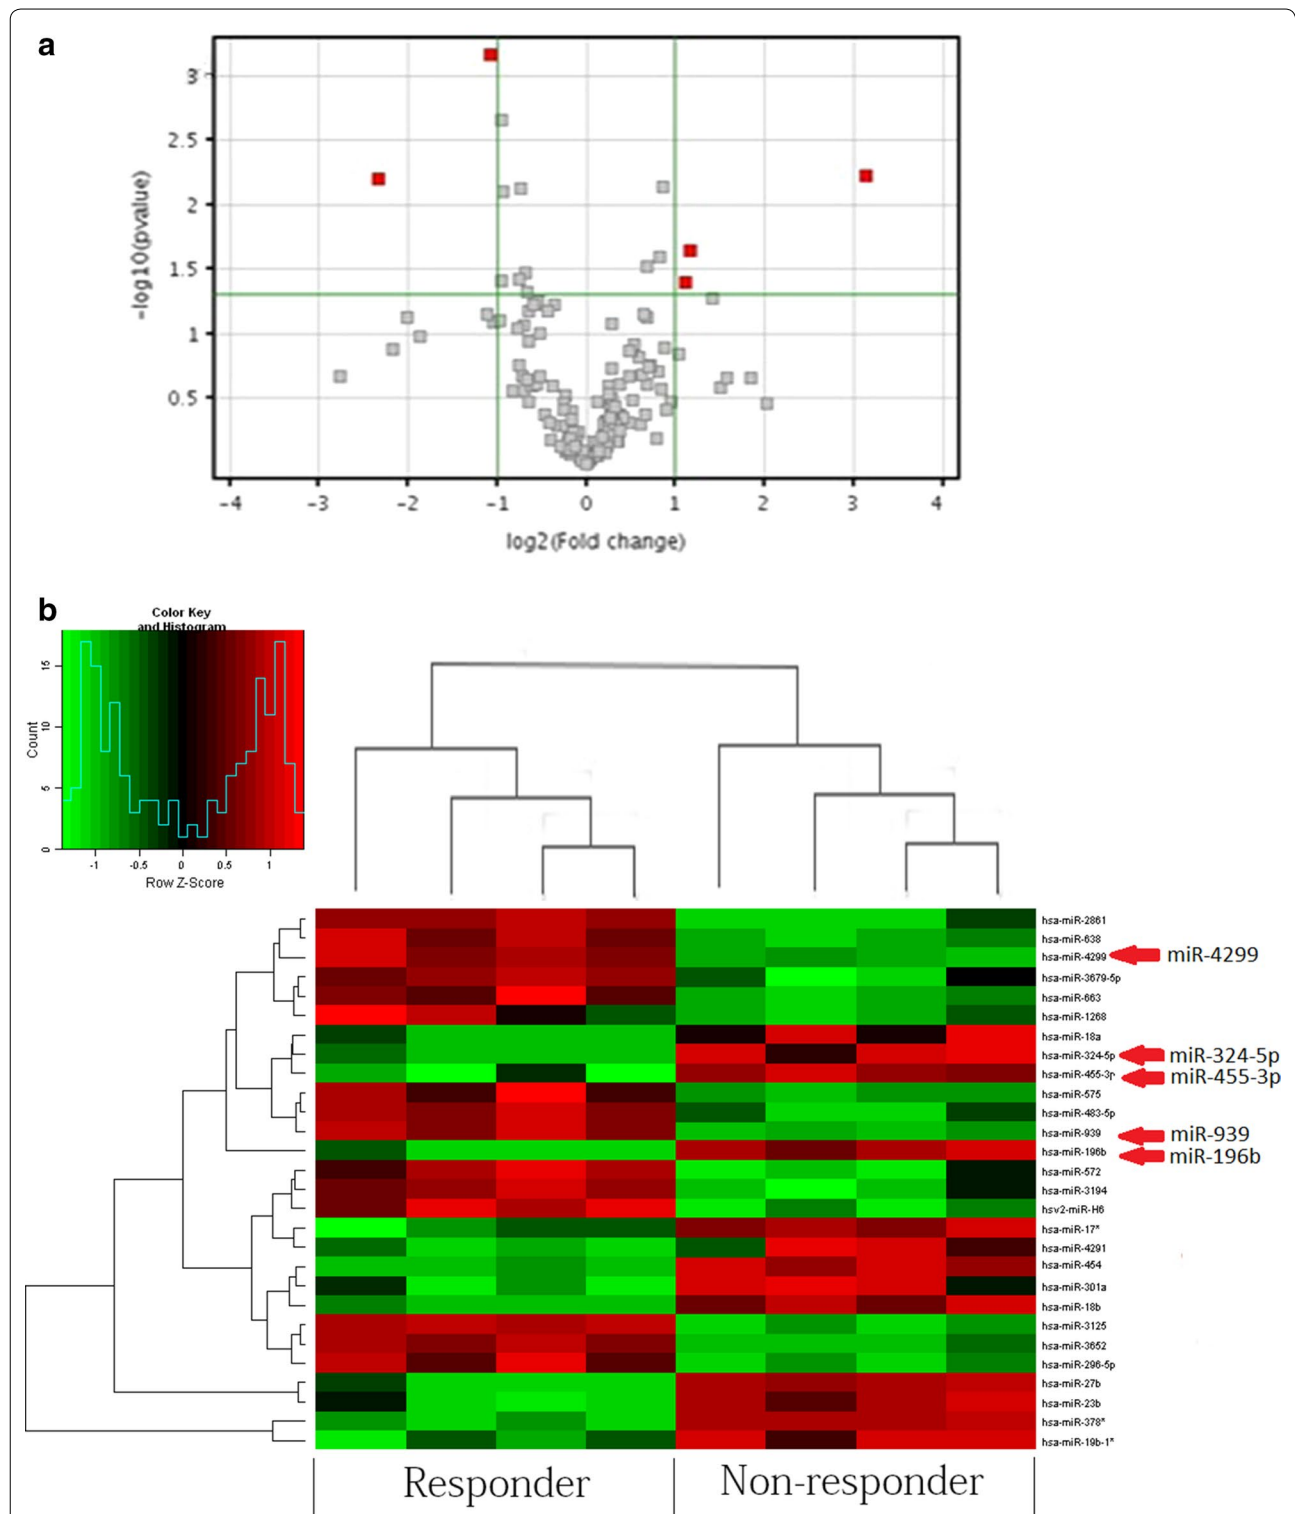 a
3
2.5
2
1.5
1
0.5
-log10(pvalue)
-4 -3 -2 -1 0 1 2 3 4
log2(Fold change)
b
Color Key
and Histogram
15
10
5
0
Count
-1 -0.5 0 0.5 1
Row Z-Score
hsa-miR-2861
hsa-miR-638
hsa-miR-4299 miR-4299
hsa-miR-3679-5p
hsa-miR-663
hsa-miR-1268
hsa-miR-18a
hsa-miR-324-5p miR-324-5p
hsa-miR-455-3p miR-455-3p
hsa-miR-575
hsa-miR-483-5p
hsa-miR-939 miR-939
hsa-miR-196b miR-196b
hsa-miR-572
hsa-miR-3194
hsv2-miR-H6
hsa-miR-17*
hsa-miR-4291
hsa-miR-454
hsa-miR-301a
hsa-miR-18b
hsa-miR-3125
hsa-miR-3652
hsa-miR-296-5p
hsa-miR-27b
hsa-miR-23b
hsa-miR-378*
hsa-miR-19b-1*
Responder Non-responder